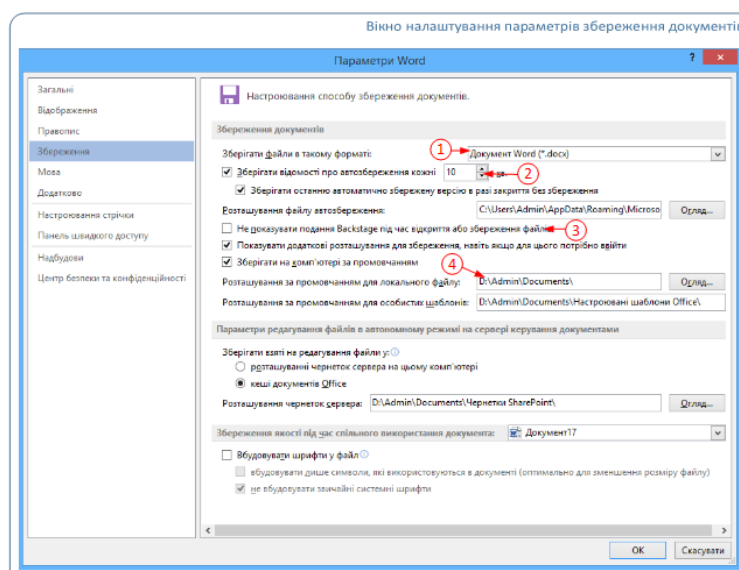 Вікно налаштування параметрів збереження документів
Параметри Word
? ×
Загальні
Відображення
Правопис
Збереження
Мова
Додатково
Настроювання стрічки
Панель швидкого доступу
Надбудови
Центр безпеки та конфіденційності
Настроювання способу збереження документів.
Збереження документів
Зберігати файли в такому форматі: 1 Документ Word (*.docx)
Зберігати відомості про автозбереження кожні 10 2
Зберігати останню автоматично збережену версію в разі закриття без збереження
Розташування файлу автозбереження: C:\Users\Admin\AppData\Roaming\Microso Огляд...
Не показувати подання Backstage під час відкриття або збереження файлів 3
Показувати додаткові розташування для збереження, навіть якщо для цього потрібно ввійти
Зберігати на комп'ютері за промовчанням
4
Розташування за промовчанням для локального файлу: D:\Admin\Documents\ Огляд...
Розташування за промовчанням для особистих шаблонів: D:\Admin\Documents\Настроювані шаблони Office\
Параметри редагування файлів в автономному режимі на сервері керування документами
Зберігати взяті на редагування файли у:
розташуванні чернеток сервера на цьому комп'ютері
кеші документів Office
Розташування чернеток сервера: D:\Admin\Documents\Чернетки SharePoint\ Огляд...
Збереження якості під час спільного використання документа: Документ17
Вбудовувати шрифти у файл
вбудовувати лише символи, які використовуються в документі (оптимально для зменшення розміру файлу)
не вбудовувати звичайні системні шрифти
OK Скасувати